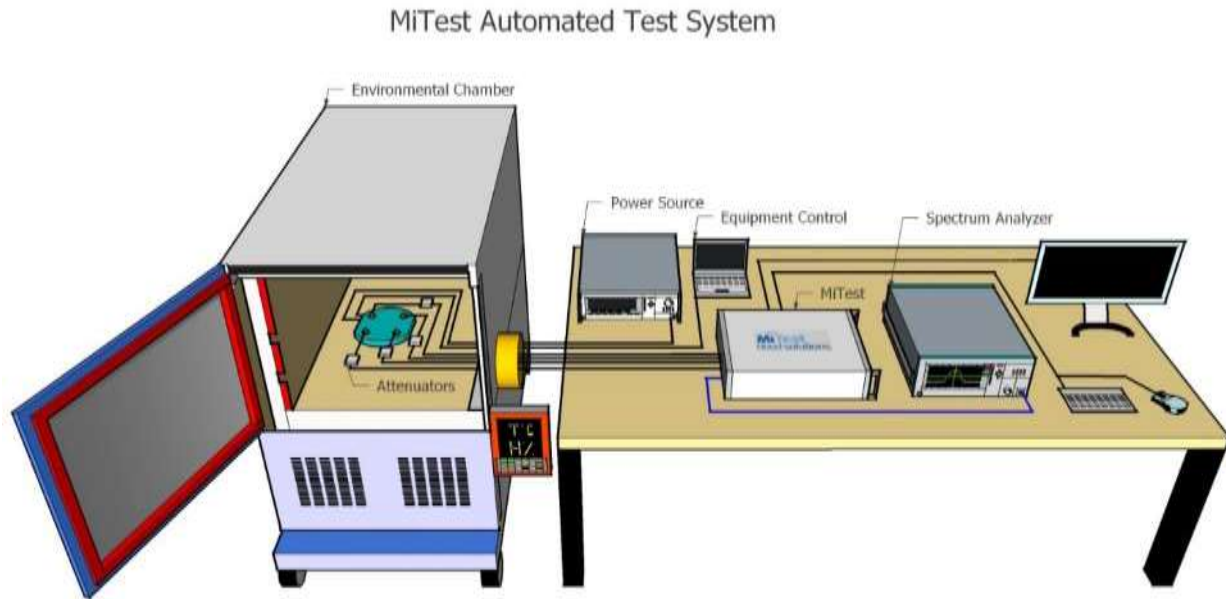 MiTest Automated Test System
Environmental Chamber
Power Source
Equipment Control
Spectrum Analyzer
MiTest
MiTest
Attenuators
T°C